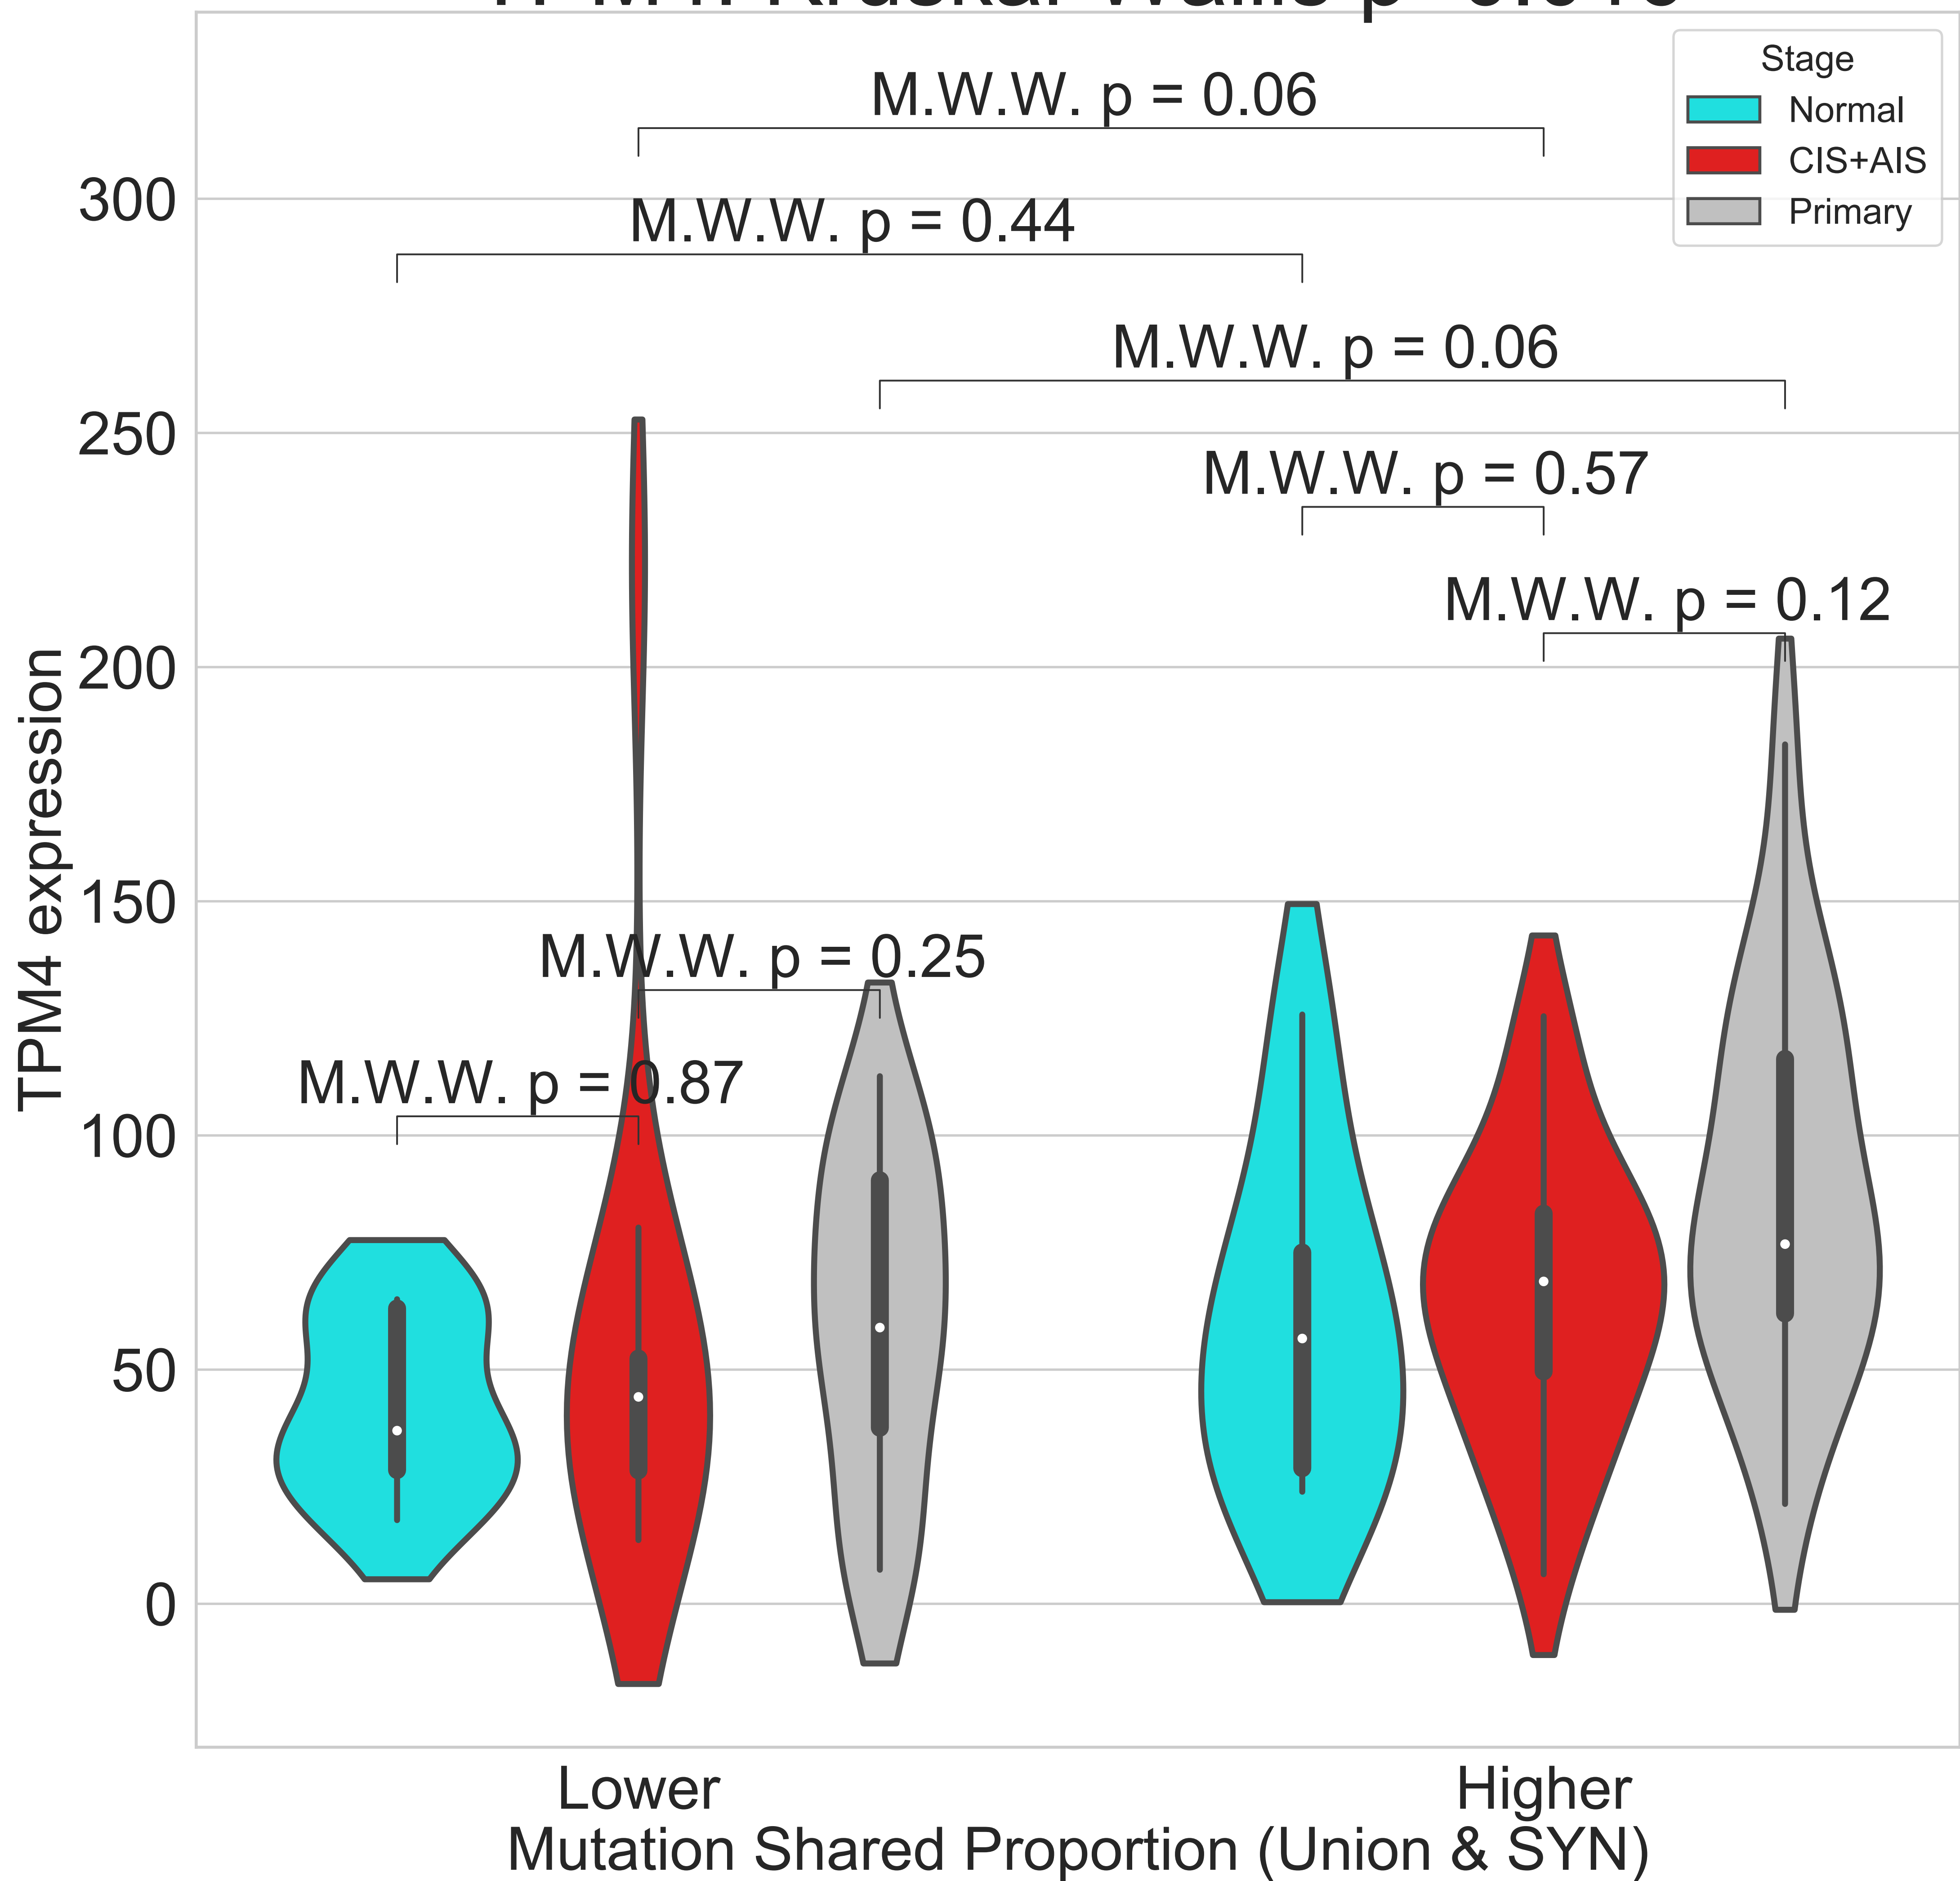 Stage
Normal
CIS+AIS
Primary
M.W.W. p = 0.06
M.W.W. p = 0.44
M.W.W. p = 0.06
M.W.W. p = 0.57
M.W.W. p = 0.12
M.W.W. p = 0.25
M.W.W. p = 0.87
300
250
200
150
100
50
0
TPM4 expression
Lower
Higher
Mutation Shared Proportion (Union & SYN)